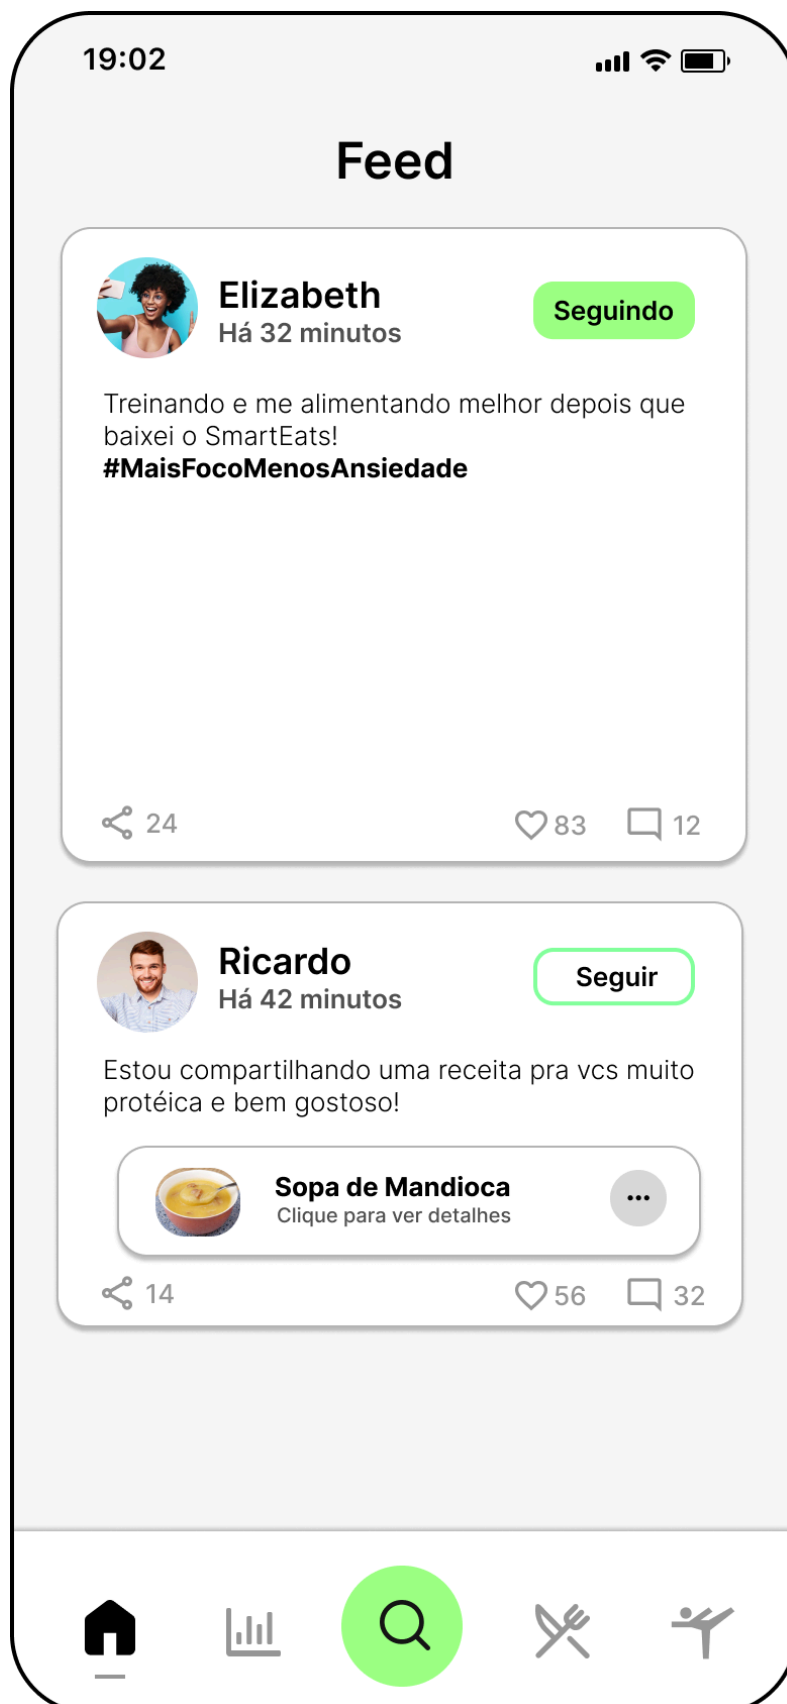 19:02
Feed
Elizabeth
Há 32 minutos
Seguindo
Treinando e me alimentando melhor depois que
baixei o SmartEats!
#MaisFocoMenosAnsiedade
24
83
12
Ricardo
Há 42 minutos
Seguir
Estou compartilhando uma receita pra vcs muito
protéica e bem gostoso!
Sopa de Mandioca
Clique para ver detalhes
14
56
32